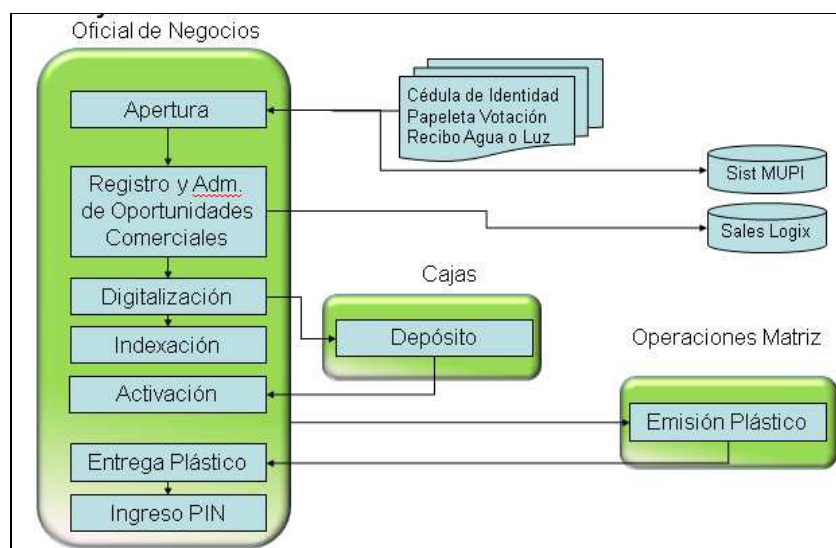 Oficial de Negocios
Apertura
Cédula de Identidad
Papeleta Votación
Recibo Agua o Luz
Sist MUPI
Registro y Adm.
de Oportunidades
Comerciales
Sales Logix
Cajas
Digitalización
Depósito
Indexación
Operaciones Matriz
Activación
Emisión Plástico
Entrega Plástico
Ingreso PIN